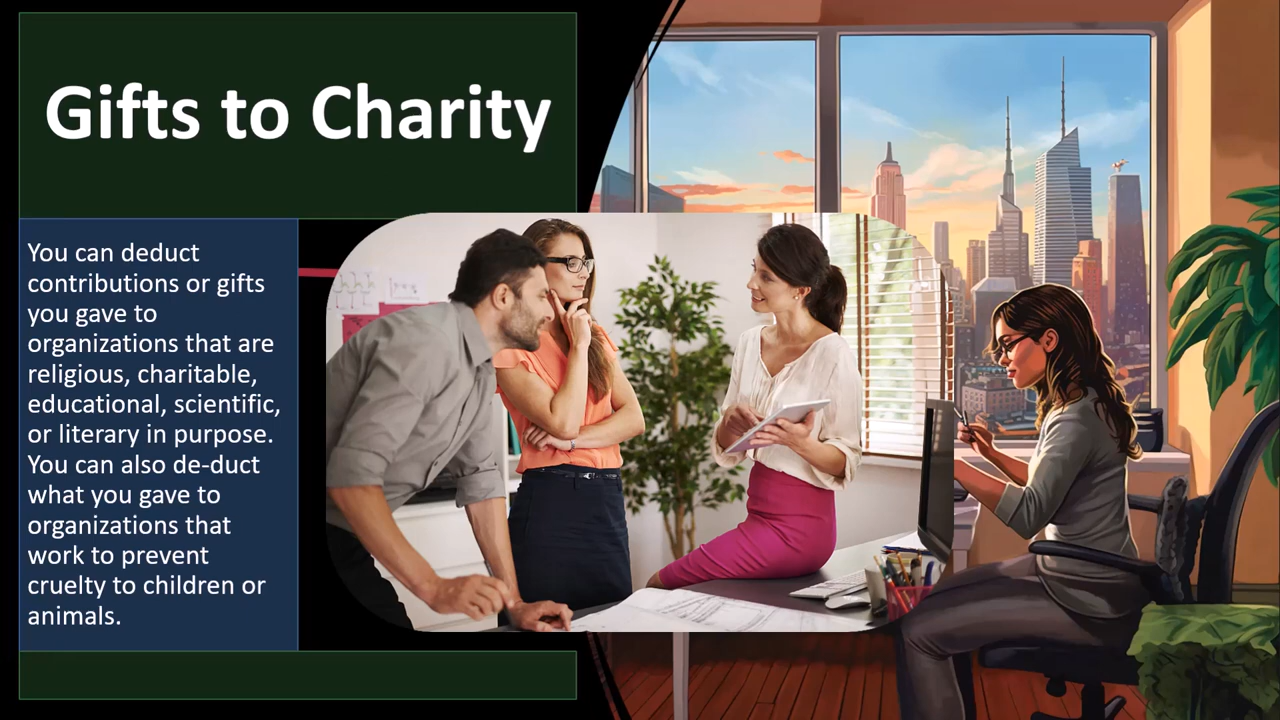 Gifts to Charity
You can deduct
contributions or gifts
you gave to
organizations that are
religious, charitable,
educational, scientific,
or literary in purpose.
You can also de-duct
what you gave to
organizations that
work to prevent
cruelty to children or
animals.